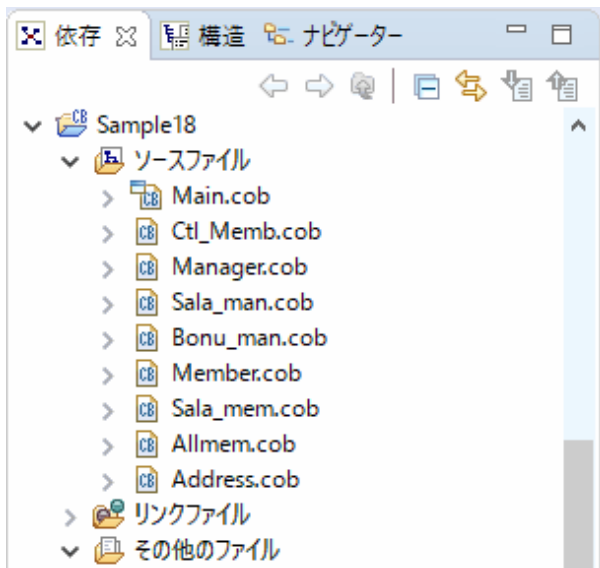 依存 構造 ナビゲーター
Sample18
ソースファイル
Main.cob
Ctl_Memb.cob
Manager.cob
Sala_man.cob
Bonu_man.cob
Member.cob
Sala_mem.cob
Allmem.cob
Address.cob
リンクファイル
その他のファイル